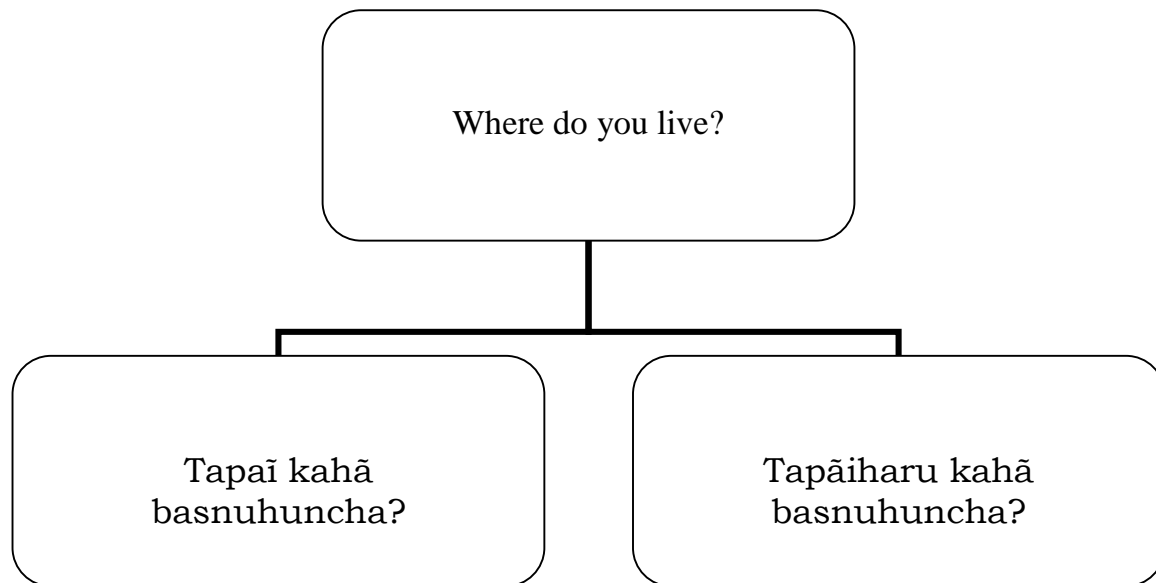 Where do you live?
Tapaĩ kahã
basnuhuncha?
Tapãiharu kahã
basnuhuncha?